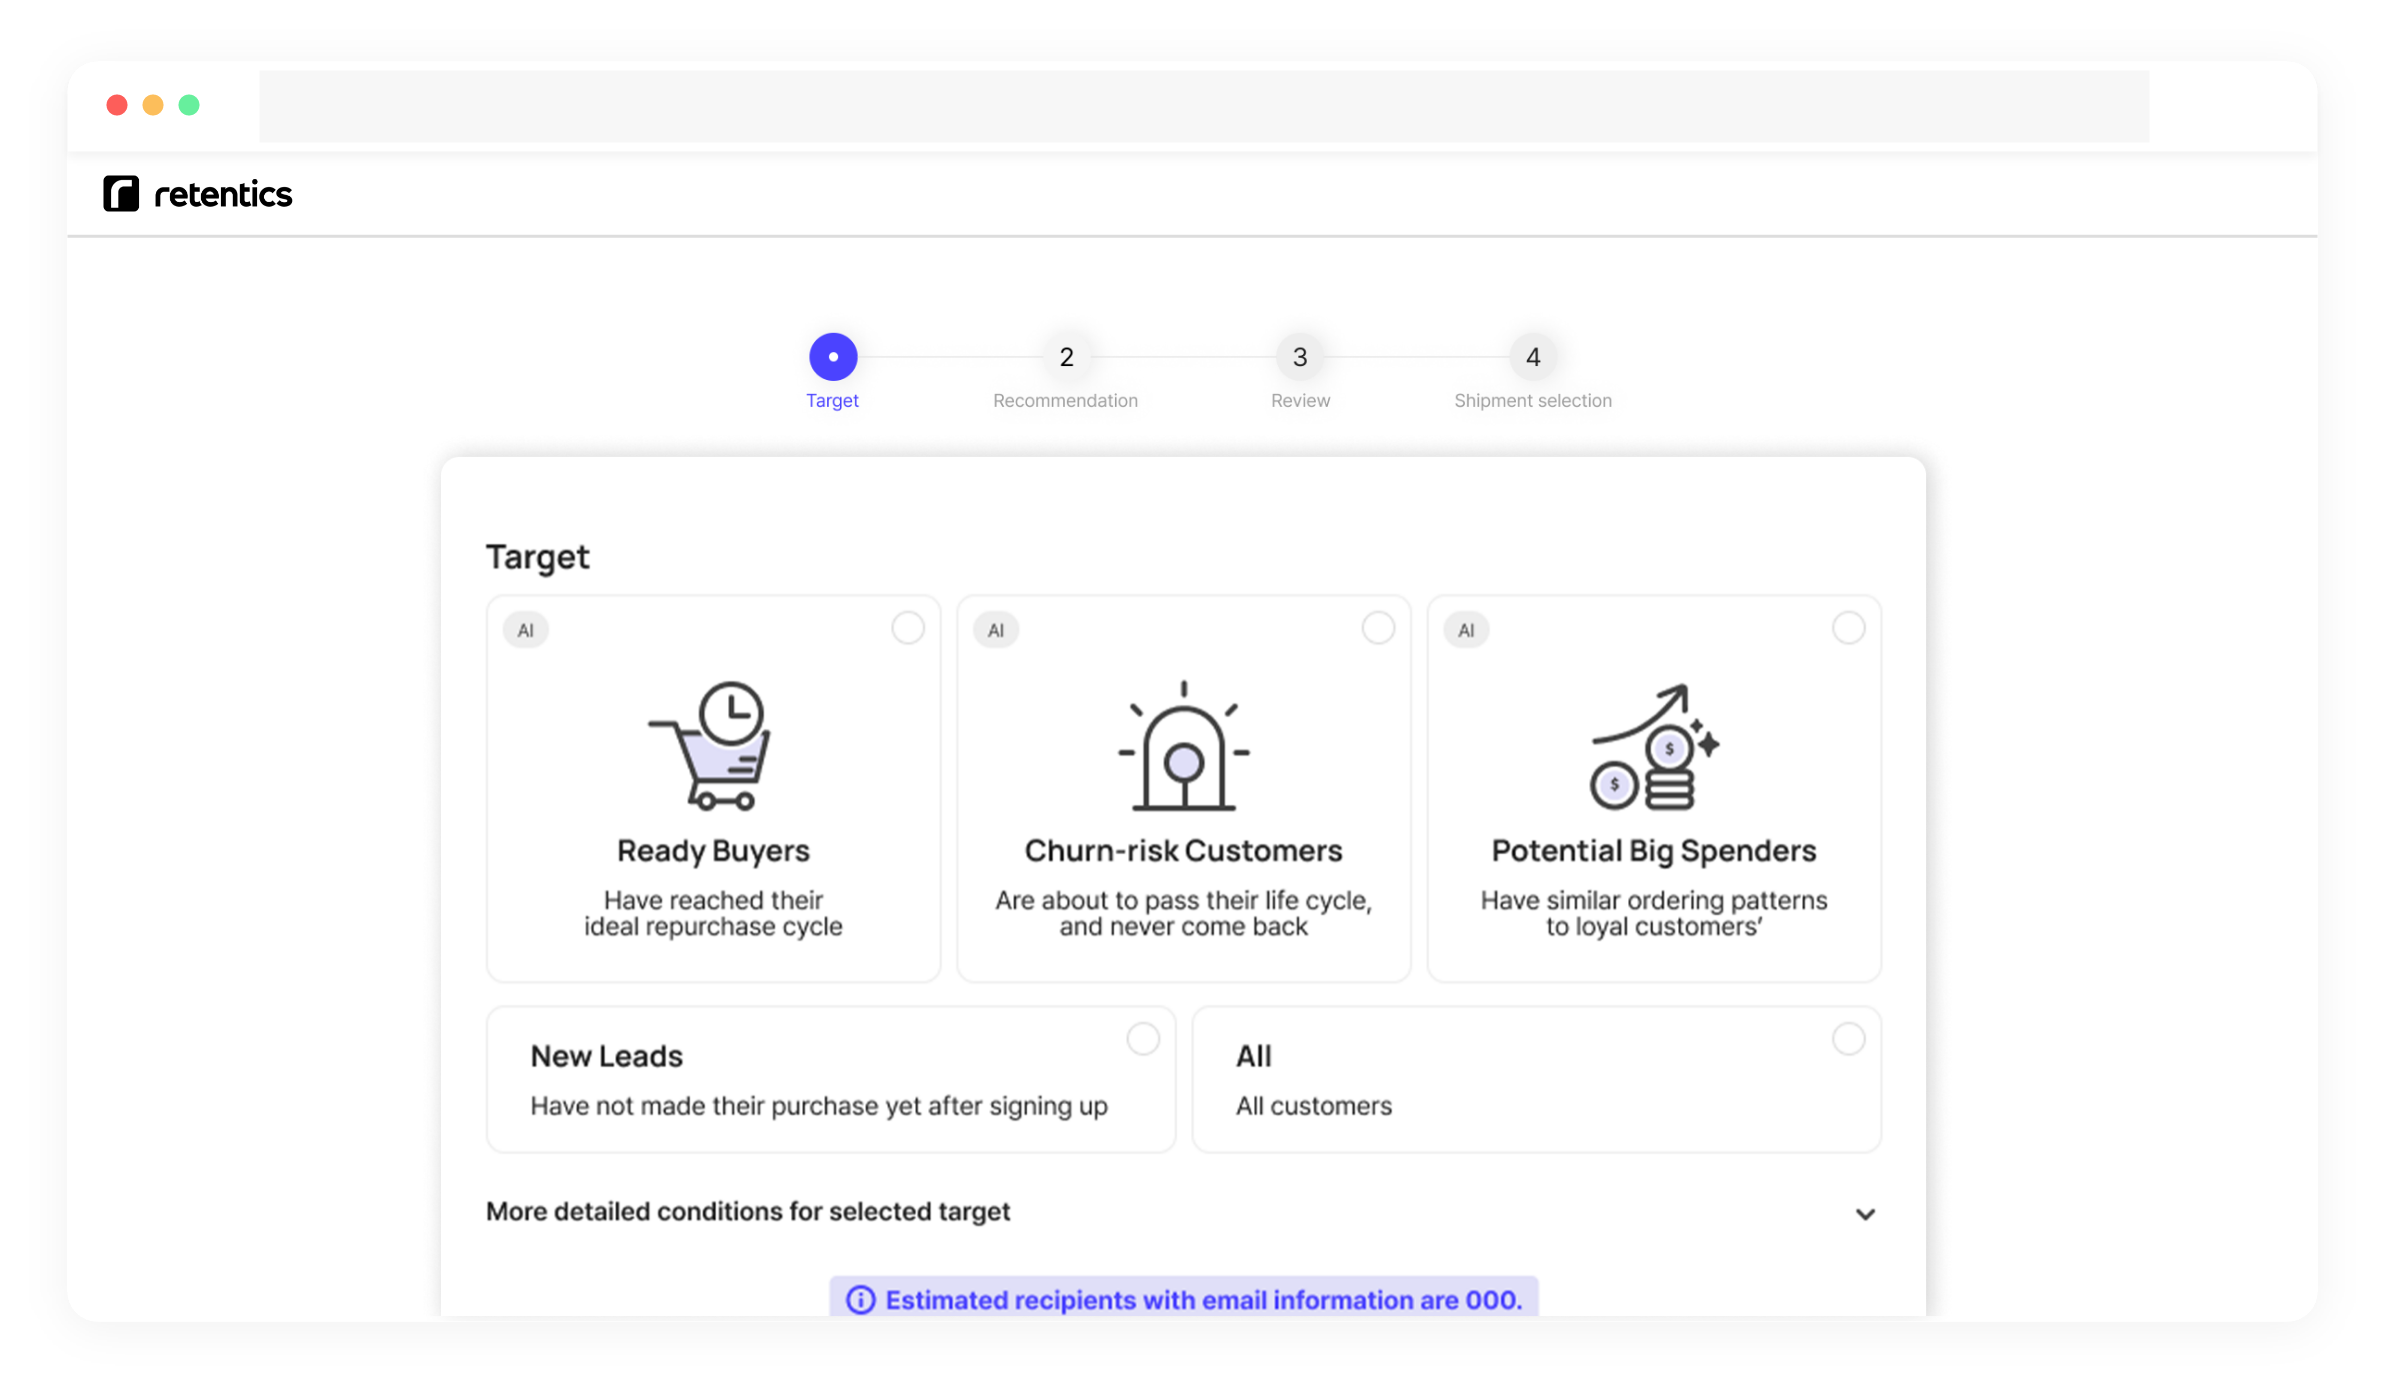 retentics
2
3
4
Target
Recommendation
Review
Shipment selection
Target
AI
AI
AI
$
$
Ready Buyers
Churn-risk Customers
Potential Big Spenders
Have reached their
ideal repurchase cycle
Are about to pass their life cycle,
and never come back
Have similar ordering patterns
to loyal customers’
New Leads
Have not made their purchase yet after signing up
All
All customers
More detailed conditions for selected target
Estimated recipients with email information are 000.